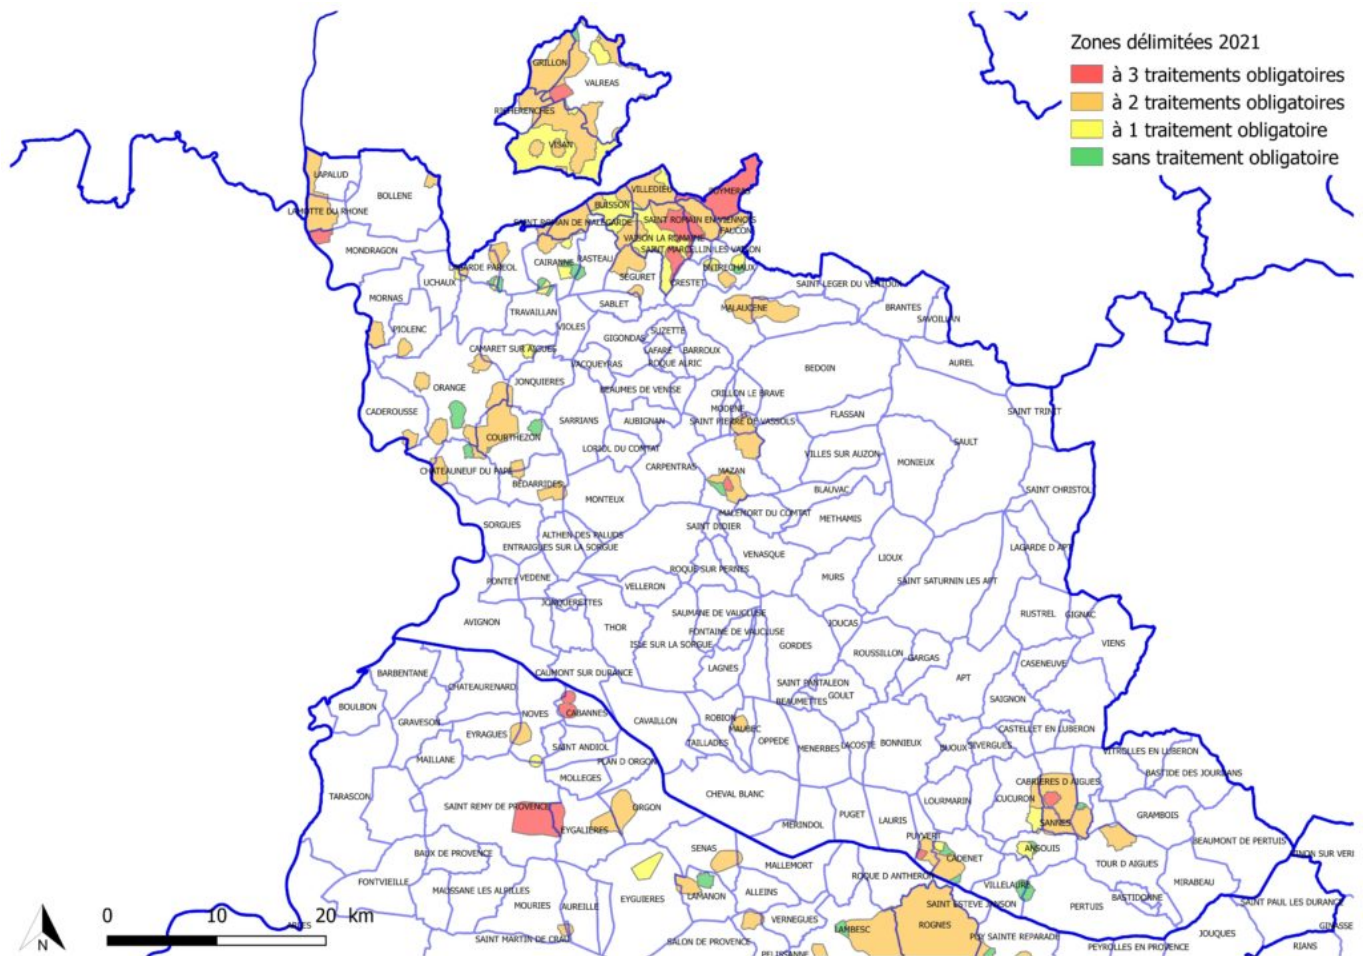 Zones délimitées 2021
à 3 traitements obligatoires
à 2 traitements obligatoires
à 1 traitement obligatoire
sans traitement obligatoire
GRILLON
VALREAS
RICHERENCHES
VISAN
LAPALUD
BOLLENE
LAMOTTE DU RHONE
MONDRAGON
VILLEDIEU
PUYMERAS
BUISSON
SAINT ROMAN DE MALEGARDE
SAINT ROMAIN EN VIENNOIS
FAUCON
VAISON LA ROMAINE
SAINT MARCELLIN LES VAISON
LAGARDE PAREOL
CAIRANNE
RASTEAU
SEGURET
CRESTET
ENTRECHAUX
UCHAUX
SAINT LEGER DU VENTOUX
MORNAS
TRAVAILLAN
SABLET
MALAUCENE
BRANTES
SAVOILLAN
PIOLENC
VIOLES
GIGONDAS
SUZETTE
CAMARET SUR AIGUES
LAFARE
BARROUX
VACQUEYRAS
ROQUE ALRIC
BEDOIN
AUREL
ORANGE
JONQUIERES
BEAUMES DE VENISE
CRILLON LE BRAVE
CADEROUSSE
MODENE
SAINT TRINIT
SARRIANS
AUBIGNAN
SAINT PIERRE DE VASSOLS
FLASSAN
COURTHEZON
SAULT
LORIOL DU COMTAT
VILLES SUR AUZON
CHATEAUNEUF DU PAPE
CARPENTRAS
MAZAN
MONIEUX
BEDARRIDES
MONTEUX
BLAUVAC
SAINT CHRISTOL
MALEMORT DU COMTAT
METHAMIS
SORGUES
SAINT DIDIER
ALTHEN DES PALUDS
ENTRAIGUES SUR LA SORGUE
VENASQUE
LIOUX
LAGARDE D APT
ROQUE SUR PERNES
PONTET
VEDENE
VELLERON
MURS
SAINT SATURNIN LES APT
JONQUERETTES
SAUMANE DE VAUCLUSE
RUSTREL
GIGNAC
AVIGNON
THOR
FONTAINE DE VAUCLUSE
JOUCAS
ISLE SUR LA SORGUE
GORDES
VIENS
ROUSSILLON
GARGAS
BARBENTANE
CAUMONT SUR DURANCE
LAGNES
CASENEUVE
CHATEAURENARD
SAINT PANTALEON
APT
BOULBON
BEAUMETTES
GOULT
SAIGNON
GRAVESON
NOVES
CABANNES
CAVAILLON
ROBION
MAUBEC
EYRAGUES
CASTELLET EN LUBERON
SAINT ANDIOL
TAILLADES
OPPEDE
MENERBES
LACOSTE
BONNIEUX
BUOUX
SIVERGUES
MAILLANE
PLAN D ORGON
VITROLLES EN LUBERON
MOLLEGES
BASTIDE DES JOURDANS
CABRIERES D AIGUES
TARASCON
CHEVAL BLANC
SAINT REMY DE PROVENCE
ORGON
LOURMARIN
CUCURON
PUGET
GRAMBOIS
EYGALIERES
MERINDOL
LAURIS
SANNES
PUYVERT
BEAUMONT DE PERTUIS
BAUX DE PROVENCE
SENAS
ANSOUIS
MALLEMORT
CADENET
TOUR D AIGUES
FONTVIEILLE
ROQUE D ANTHERON
MIRABEAU
MAUSSANE LES ALPILLES
VILLELAURE
EYGUIERES
LAMANON
ALLEINS
BASTIDONNE
MOURIES
AUREILLE
SAINT ESTEVE JANSON
PERTUIS
SAINT PAUL LES DURANCE
VERNEGUES
ARLES
LAMBESC
ROGNES
JOUQUES
GINASSE
SAINT MARTIN DE CRAU
SALON DE PROVENCE
PUY SAINTE REPARADE
PEYROLLES EN PROVENCE
RIANS
PELISSANNE
0 10 20 km
N